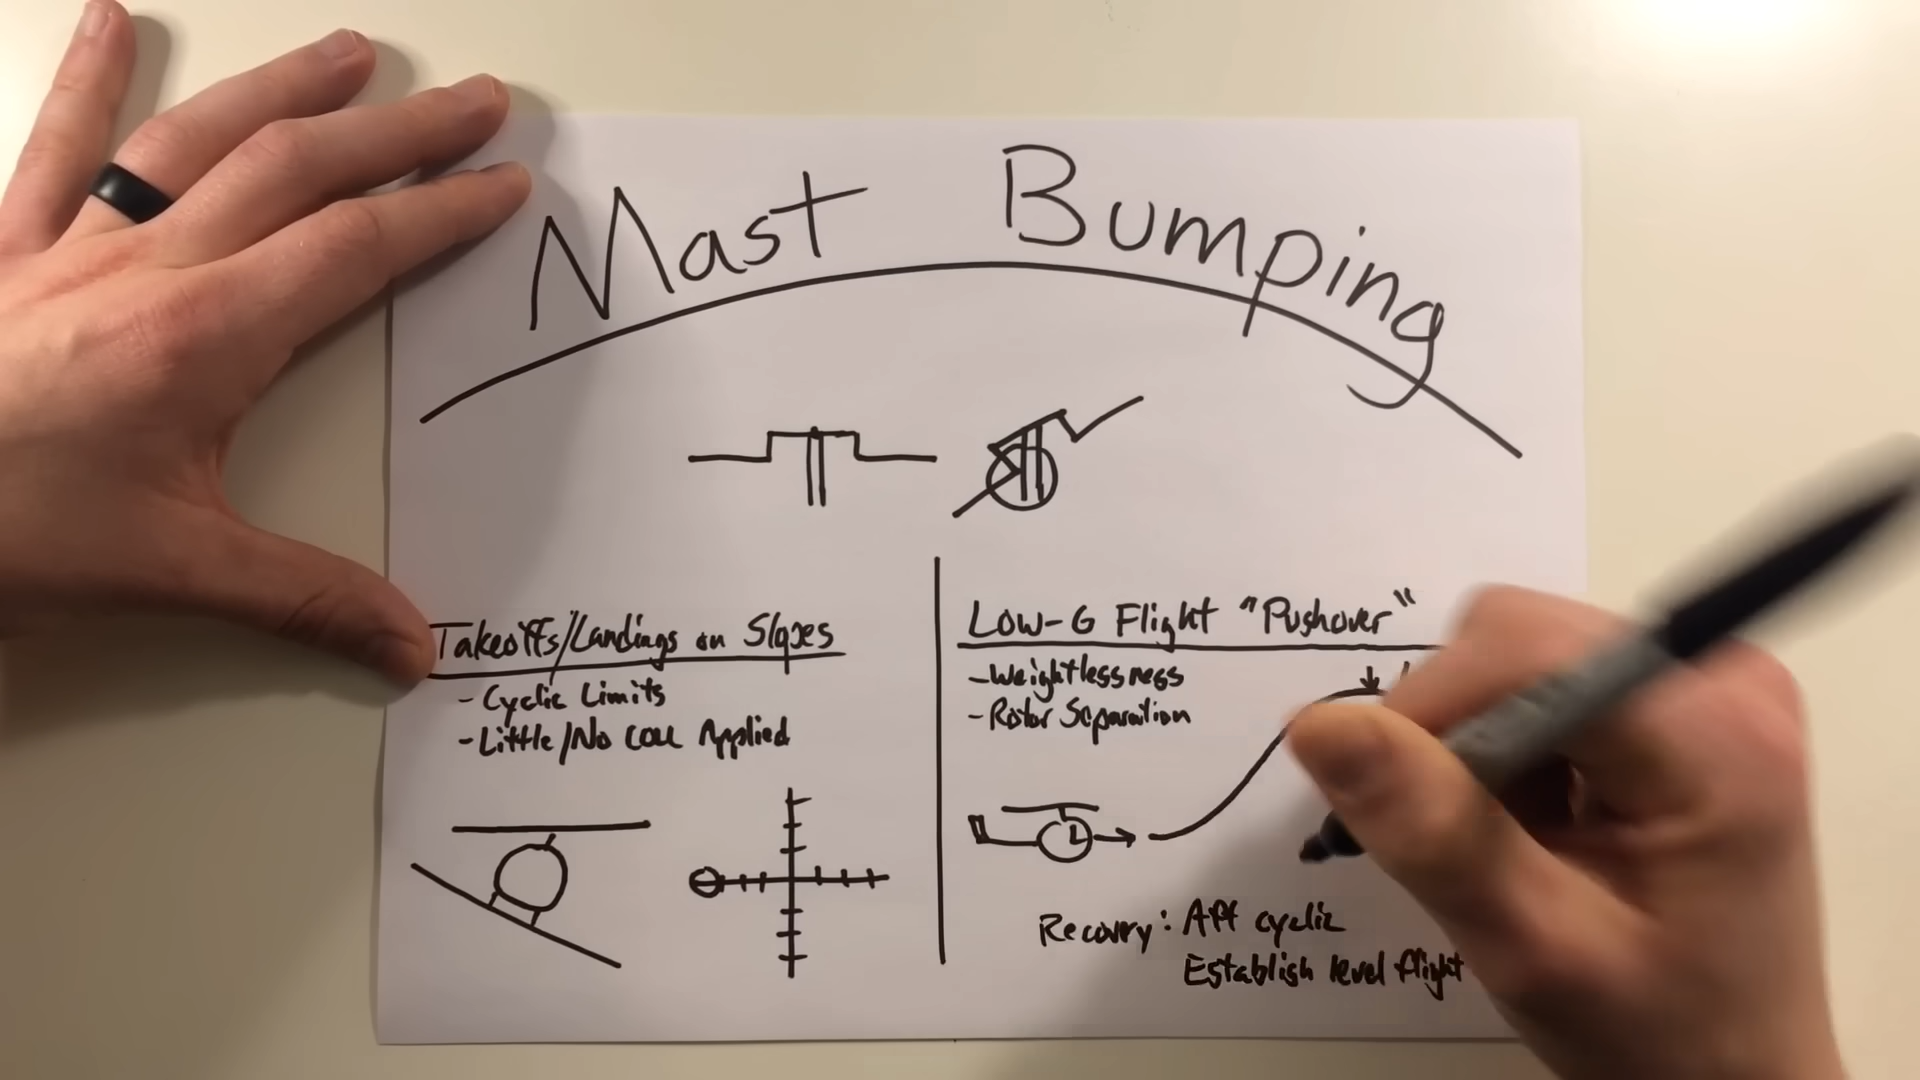 Mast Bumping
Takeoffs/Landings on Slopes
- Cyclic Limits
- Little/No Coll Applied
Low-G Flight "Pushover"
- Weightlessness
- Rotor Separation
Recovery: Aft cyclic
Establish level flight